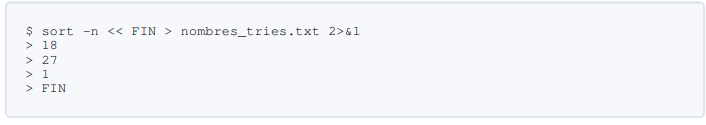 $ sort -n << FIN > nombres_tries.txt 2>&1
> 18
> 27
> 1
> FIN